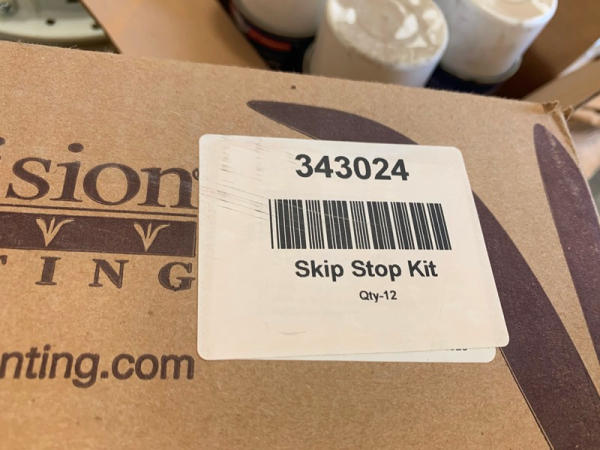 ision
TING
nting.com
343024
Skip Stop Kit
Qty-12